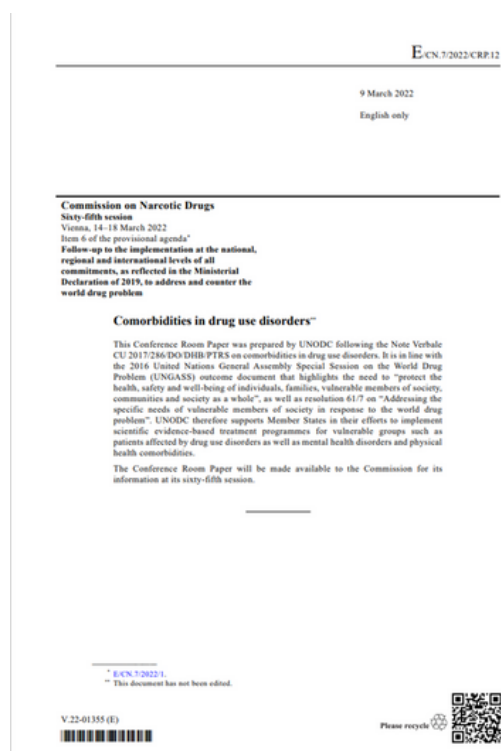 E/CN.7/2022/CRP.12
9 March 2022
English only
Commission on Narcotic Drugs
Sixty-fifth session
Vienna, 14–18 March 2022
Item 6 of the provisional agenda*
Follow-up to the implementation at the national,
regional and international levels of all
commitments, as reflected in the Ministerial
Declaration of 2019, to address and counter the
world drug problem
Comorbidities in drug use disorders**
This Conference Room Paper was prepared by UNODC following the Note Verbale
CU 2017/286/DO/DHB/PTRS on comorbidities in drug use disorders. It is in line with
the 2016 United Nations General Assembly Special Session on the World Drug
Problem (UNGASS) outcome document that highlights the need to “protect the
health, safety and well-being of individuals, families, vulnerable members of society,
communities and society as a whole”, as well as resolution 61/7 on “Addressing the
specific needs of vulnerable members of society in response to the world drug
problem”. UNODC therefore supports Member States in their efforts to implement
scientific evidence-based treatment programmes for vulnerable groups such as
patients affected by drug use disorders as well as mental health disorders and physical
health comorbidities.
The Conference Room Paper will be made available to the Commission for its
information at its sixty-fifth session.
* E/CN.7/2022/1.
** This document has not been edited.
V.22-01355 (E)
Please recycle